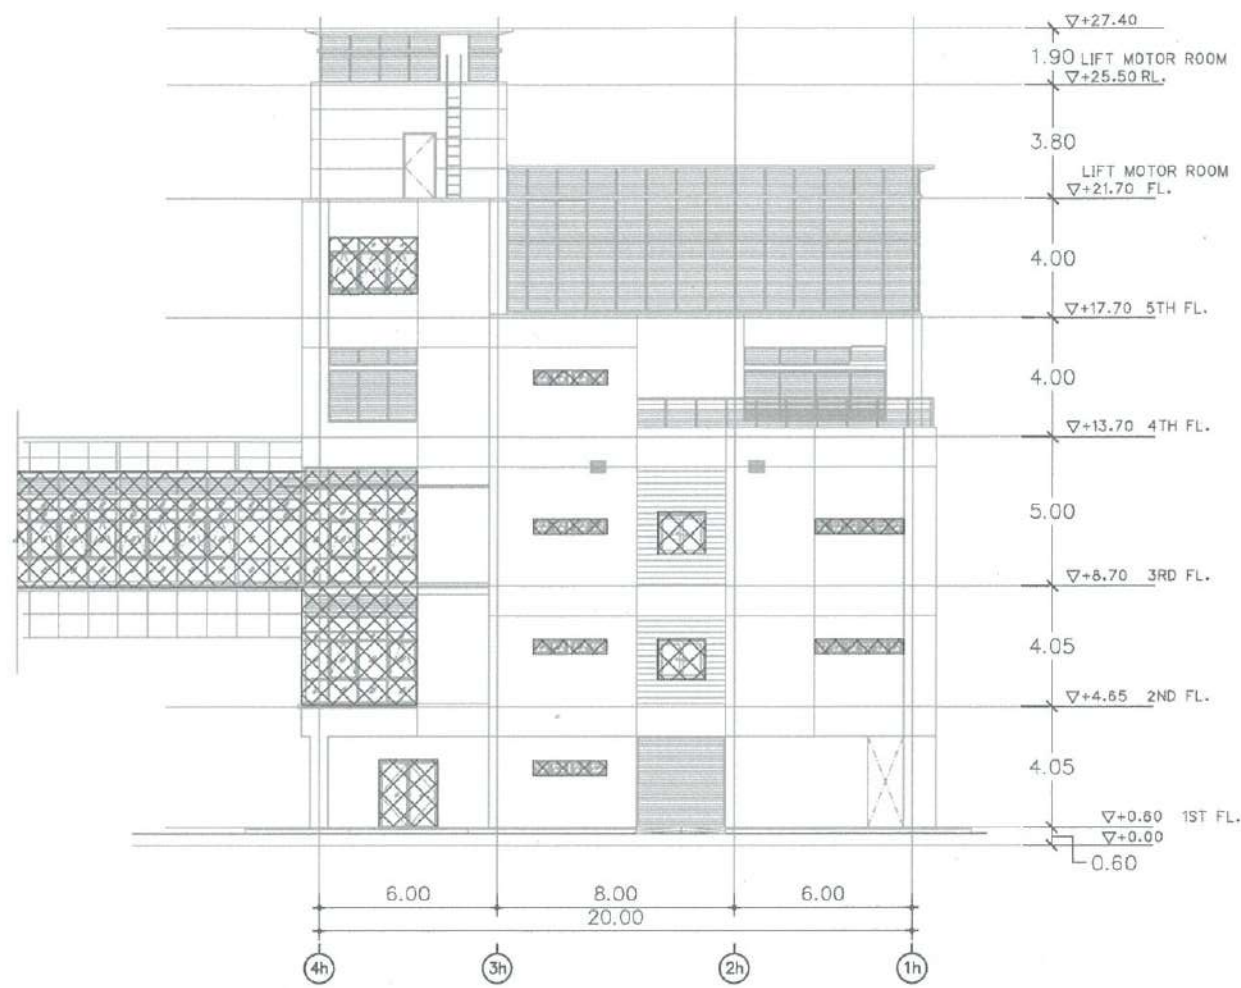 ▽+27.40
1.90 LIFT MOTOR ROOM
▽+25.50 RL.
3.80
LIFT MOTOR ROOM
▽+21.70 FL.
4.00
▽+17.70 5TH FL.
4.00
▽+13.70 4TH FL.
5.00
▽+8.70 3RD FL.
4.05
▽+4.65 2ND FL.
4.05
▽+0.60 1ST FL.
▽+0.00
0.60
6.00 8.00 6.00
20.00
4h 3h 2h 1h